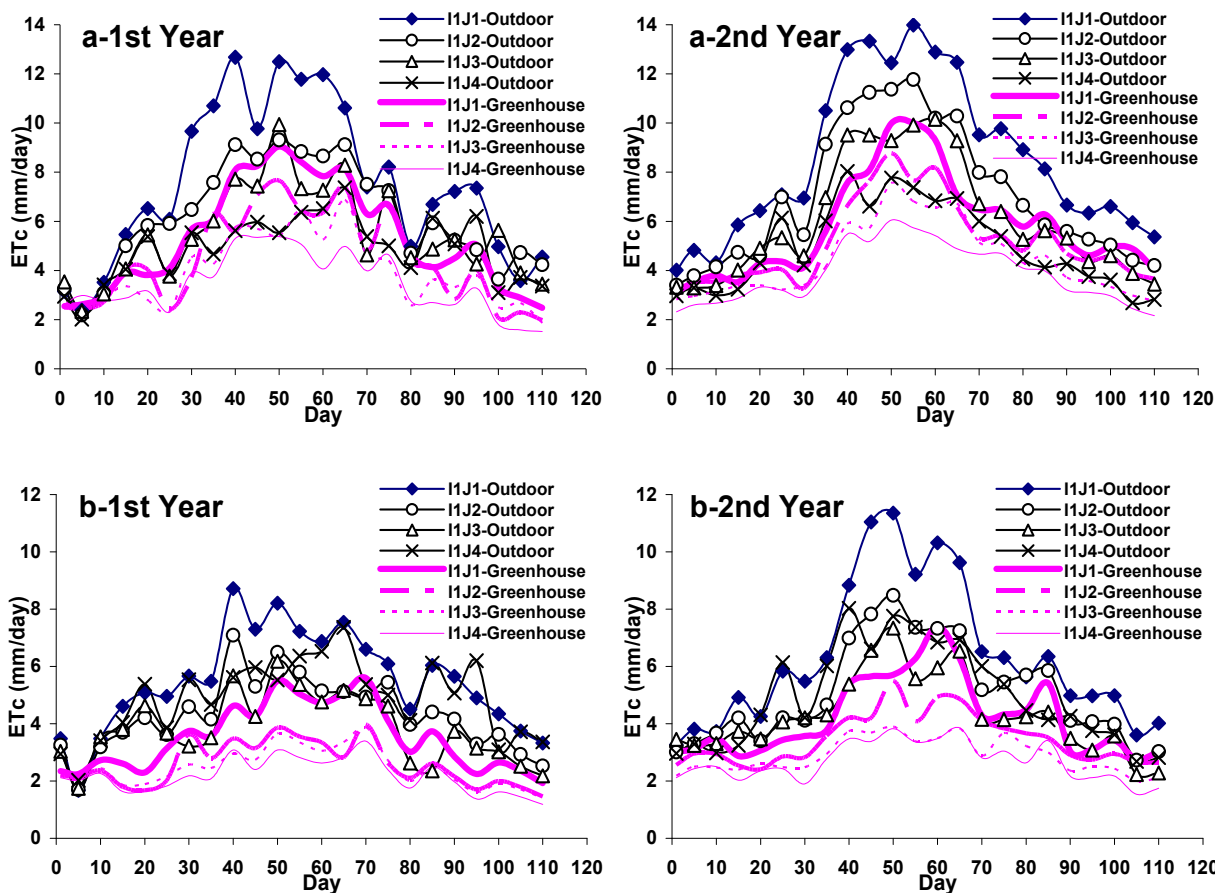 a-1st Year
ETc (mm/day)
14
12
10
8
6
4
2
0
0 10 20 30 40 50 60 70 80 90 100 110 120
Day
I1J1-Outdoor
I1J2-Outdoor
I1J3-Outdoor
I1J4-Outdoor
I1J1-Greenhouse
I1J2-Greenhouse
I1J3-Greenhouse
I1J4-Greenhouse
a-2nd Year
14
12
10
8
6
4
2
0
0 10 20 30 40 50 60 70 80 90 100 110 120
Day
I1J1-Outdoor
I1J2-Outdoor
I1J3-Outdoor
I1J4-Outdoor
I1J1-Greenhouse
I1J2-Greenhouse
I1J3-Greenhouse
I1J4-Greenhouse
b-1st Year
ETc (mm/day)
12
10
8
6
4
2
0
0 10 20 30 40 50 60 70 80 90 100 110 120
Day
I1J1-Outdoor
I1J2-Outdoor
I1J3-Outdoor
I1J4-Outdoor
I1J1-Greenhouse
I1J2-Greenhouse
I1J3-Greenhouse
I1J4-Greenhouse
b-2nd Year
12
10
8
6
4
2
0
0 10 20 30 40 50 60 70 80 90 100 110 120
Day
I1J1-Outdoor
I1J2-Outdoor
I1J3-Outdoor
I1J4-Outdoor
I1J1-Greenhouse
I1J2-Greenhouse
I1J3-Greenhouse
I1J4-Greenhouse